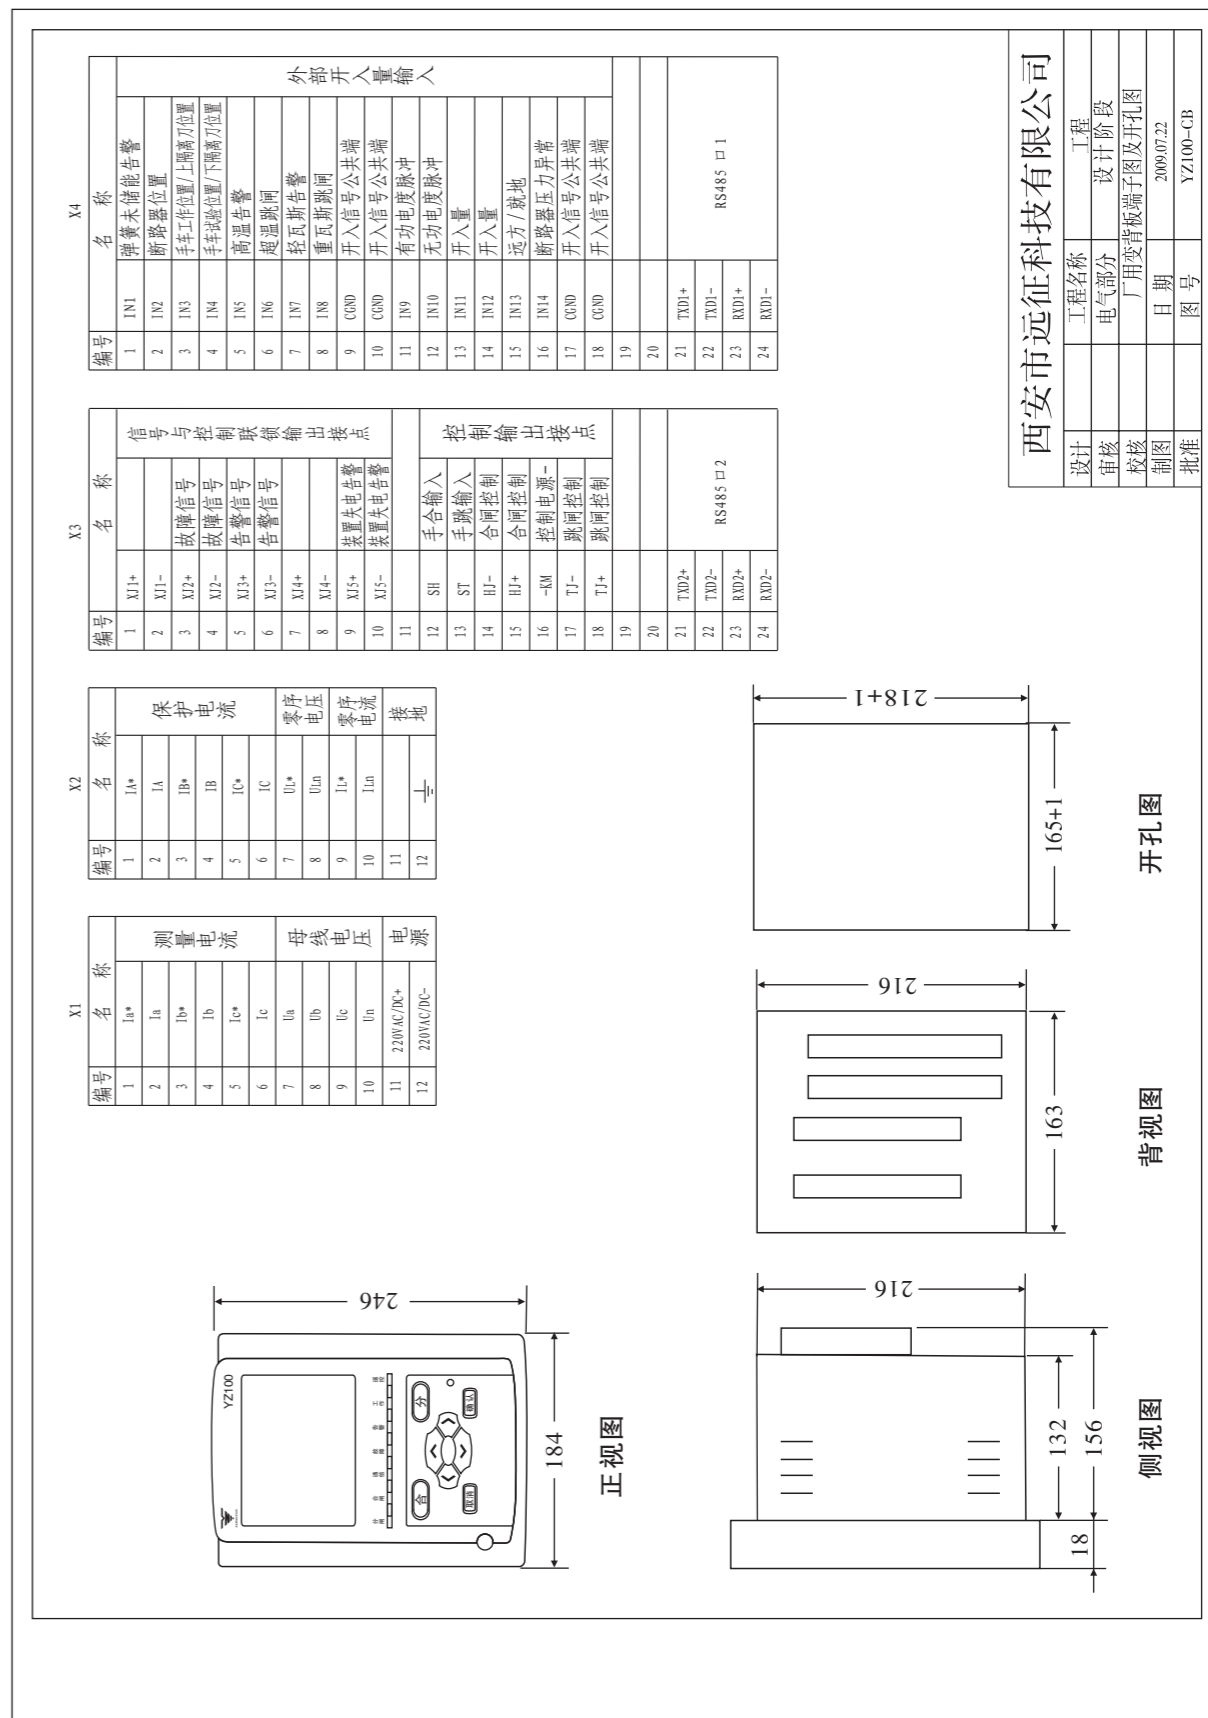 X1
编号 名 称
1 Ia* 测量电流
2 Ia
3 Ib*
4 Ib
5 Ic*
6 Ic
7 Ua 母线电压
8 Ub
9 Uc
10 Un
11 220VAC/DC+ 电源
12 220VAC/DC-
X2
编号 名 称
1 IA* 保护电流
2 IA
3 IB*
4 IB
5 IC*
6 IC
7 UL* 零序电压
8 ULn
9 IL* 零序电流
10 ILn
11 接地
12
X3
编号 名 称
1 XJ1+ 信号与控制联锁输出接点
2 XJ1-
3 XJ2+ 故障信号
4 XJ2- 故障信号
5 XJ3+ 告警信号
6 XJ3- 告警信号
7 XJ4+
8 XJ4-
9 XJ5+ 装置失电告警
10 XJ5- 装置失电告警
11
12 SH 手合输入 控制输出接点
13 ST 手跳输入
14 HJ- 合闸控制
15 HJ+ 合闸控制
16 -KM 控制电源-
17 TJ- 跳闸控制
18 TJ+ 跳闸控制
19
20
21 TXD2+ RS485 口 2
22 TXD2-
23 RXD2+
24 RXD2-
X4
编号 名 称
1 IN1 弹簧未储能告警 外部开入量输入
2 IN2 断路器位置
3 IN3 手车工作位置/上隔离刀位置
4 IN4 手车试验位置/下隔离刀位置
5 IN5 高温告警
6 IN6 超温跳闸
7 IN7 轻瓦斯告警
8 IN8 重瓦斯跳闸
9 CGND 开入信号公共端
10 CGND 开入信号公共端
11 IN9 有功电度脉冲
12 IN10 无功电度脉冲
13 IN11 开入量
14 IN12 开入量
15 IN13 远方/就地
16 IN14 断路器压力异常
17 CGND 开入信号公共端
18 CGND 开入信号公共端
19
20
21 TXD1+ RS485 口 1
22 TXD1-
23 RXD1+
24 RXD1-
YZ100
合 分
取消 确认
246
184
正视图
216
132
156
18
侧视图
216
163
背视图
218+1
165+1
开孔图
西安市远征科技有限公司
设计 工程名称 工程
审核 电气部分 设计阶段
校核 厂用变背板端子图及开孔图
制图 日 期 2009.07.22
批准 图 号 YZ100-CB